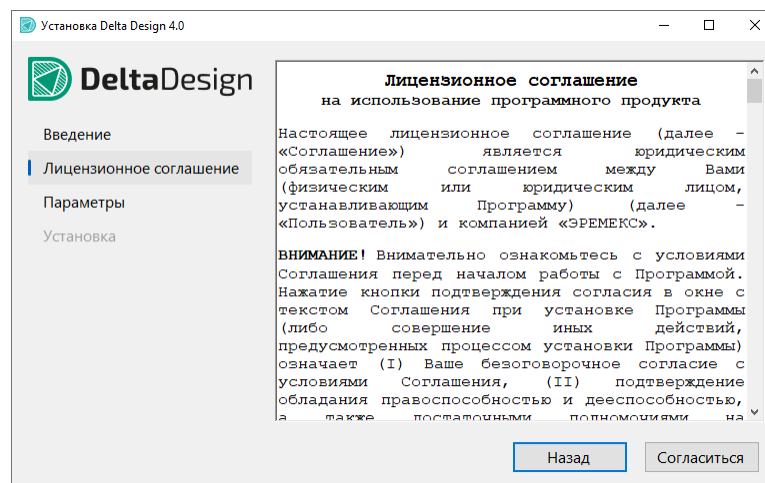 Установка Delta Design 4.0
DeltaDesign
Введение
Лицензионное соглашение
Параметры
Установка
Лицензионное соглашение
на использование программного продукта
Настоящее лицензионное соглашение (далее –
«Соглашение») является юридическим
обязательным соглашением между Вами
(физическим или юридическим лицом,
устанавливающим Программу) (далее –
«Пользователь») и компанией «ЭРЕМЕКС».
ВНИМАНИЕ! Внимательно ознакомьтесь с условиями
Соглашения перед началом работы с Программой.
Нажатие кнопки подтверждения согласия в окне с
текстом Соглашения при установке Программы
(либо совершение иных действий,
предусмотренных процессом установки Программы)
означает (I) Ваше безоговорочное согласие с
условиями Соглашения, (II) подтверждение
обладания правоспособностью и дееспособностью,
а также достаточными полномочиями на
Назад
Согласиться